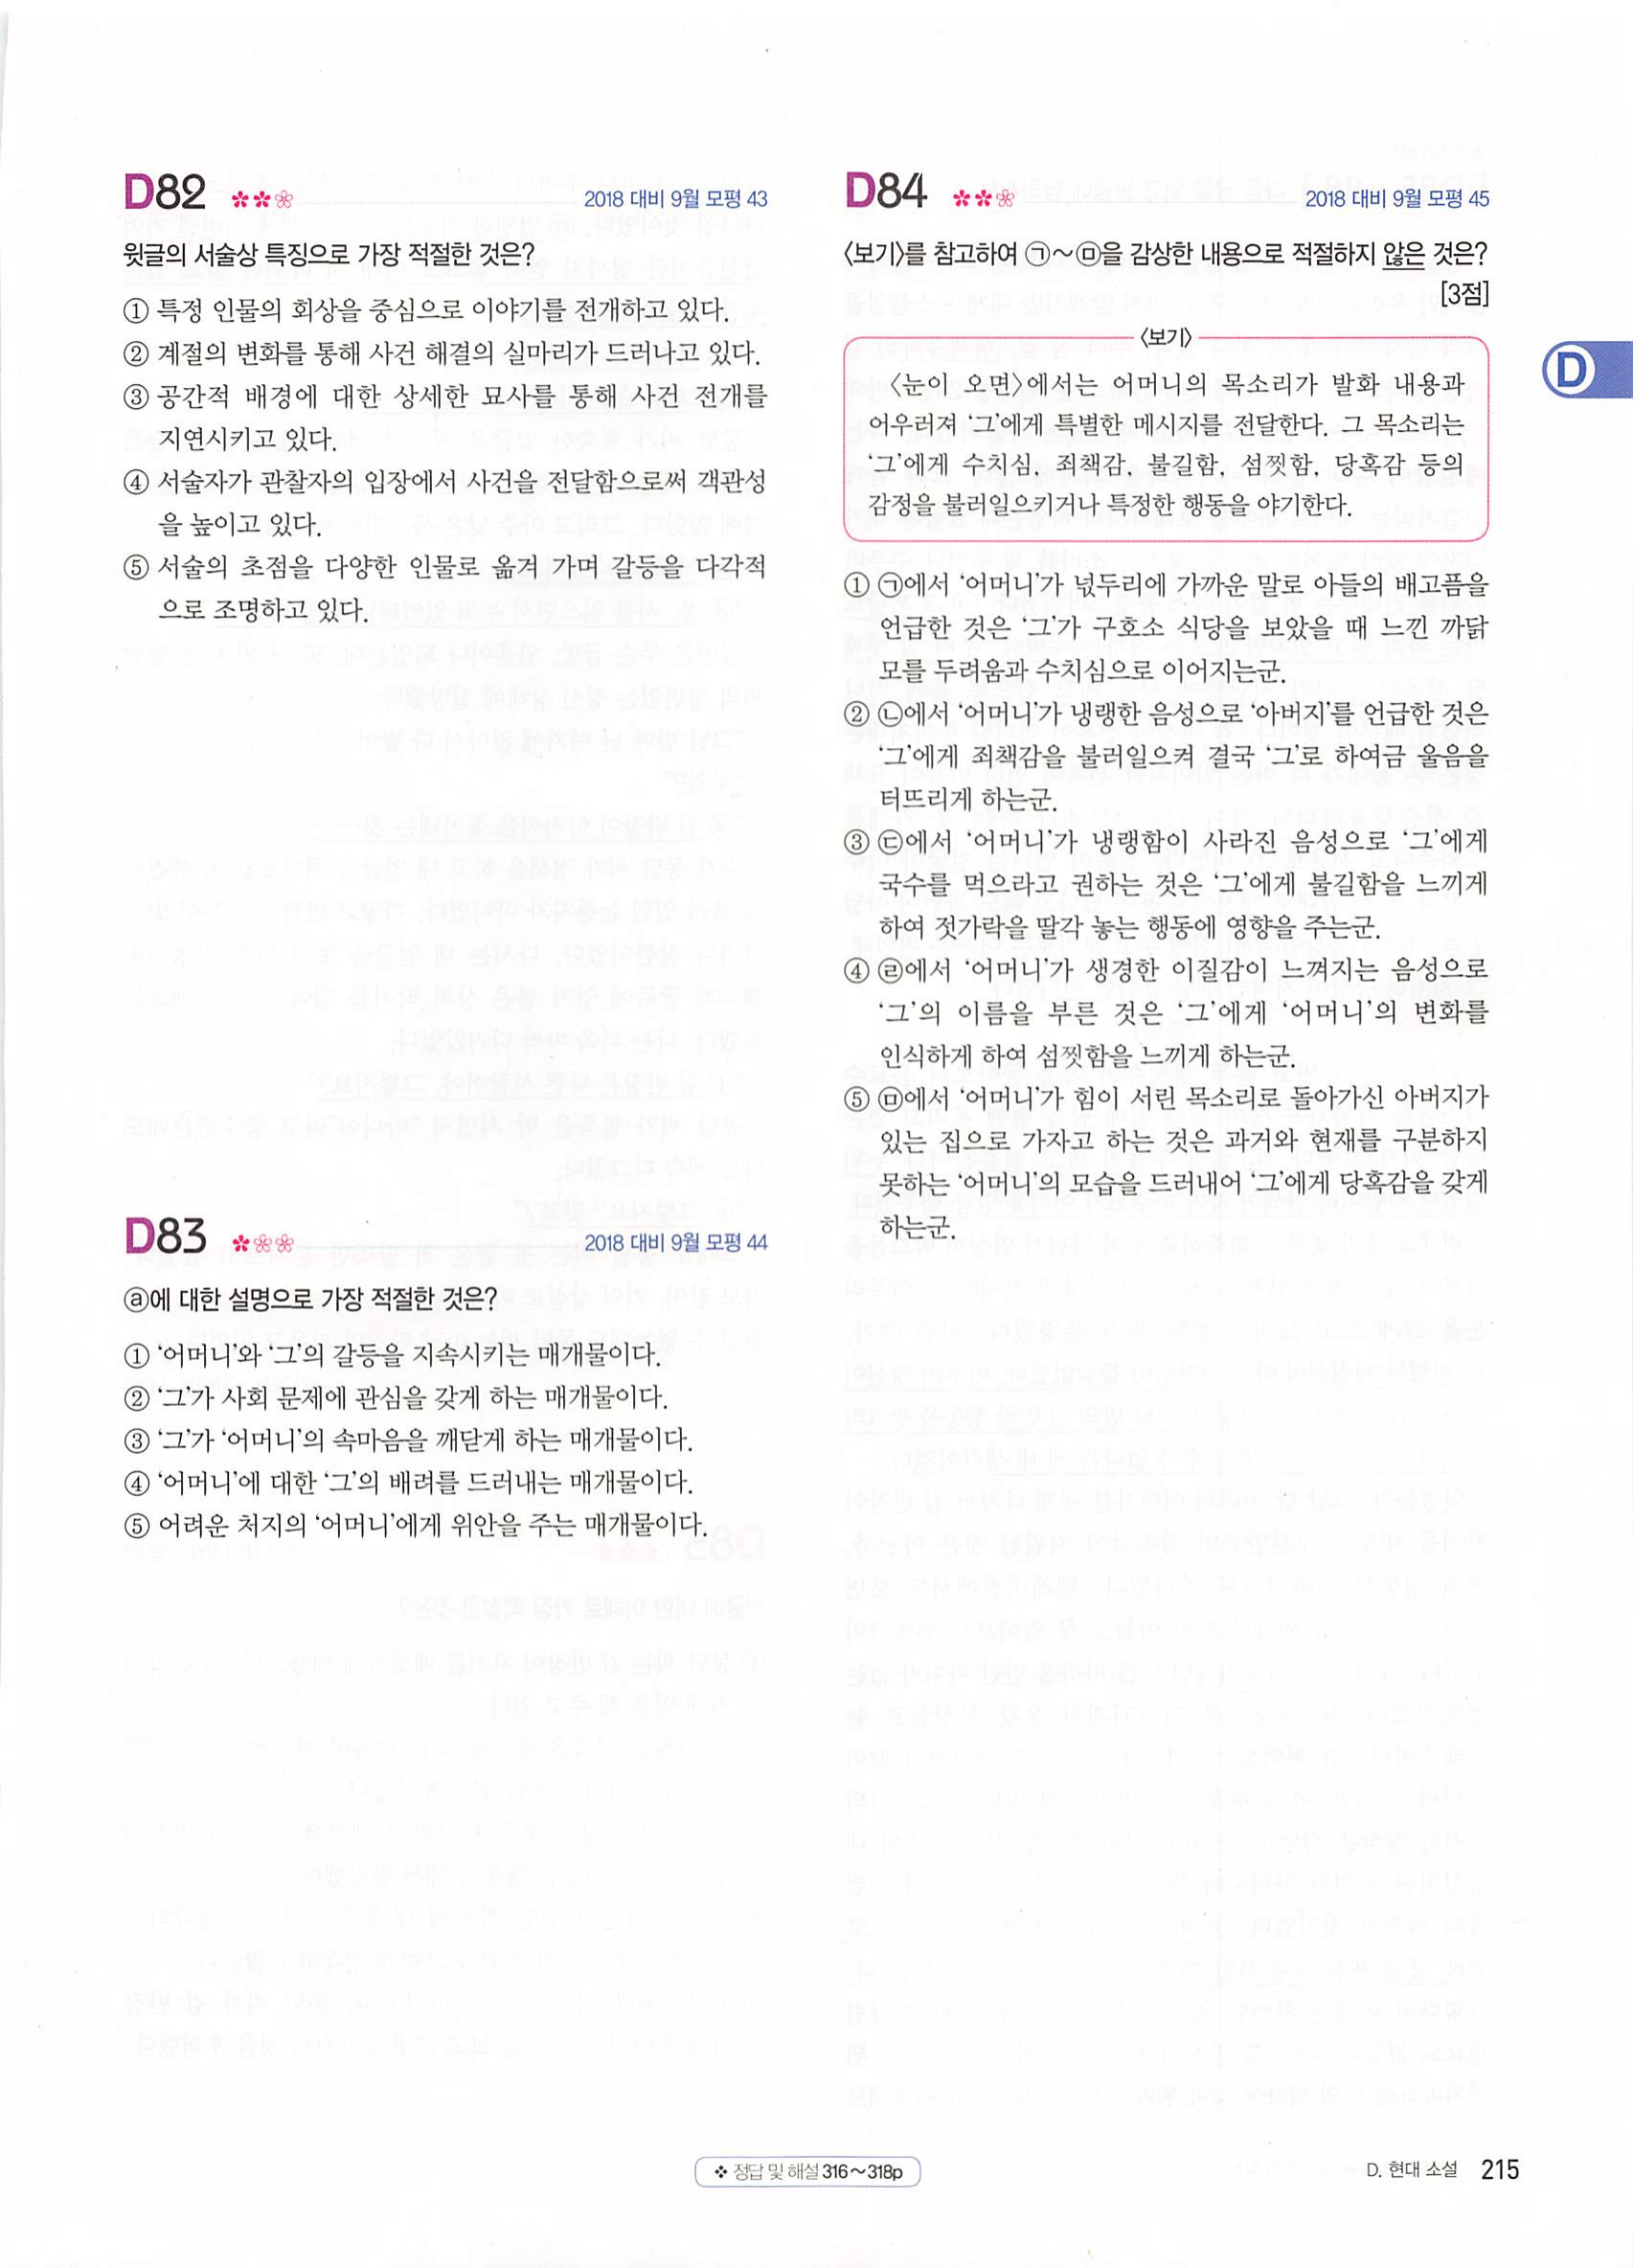 D82 2018 대비 9월 모평 43
윗글의 서술상 특징으로 가장 적절한 것은?
① 특정 인물의 회상을 중심으로 이야기를 전개하고 있다.
② 계절의 변화를 통해 사건 해결의 실마리가 드러나고 있다.
③ 공간적 배경에 대한 상세한 묘사를 통해 사건 전개를
지연시키고 있다.
④ 서술자가 관찰자의 입장에서 사건을 전달함으로써 객관성
을 높이고 있다.
⑤ 서술의 초점을 다양한 인물로 옮겨 가며 갈등을 다각적
으로 조명하고 있다.
D83 2018 대비 9월 모평 44
ⓐ에 대한 설명으로 가장 적절한 것은?
① ‘어머니’와 ‘그’의 갈등을 지속시키는 매개물이다.
② ‘그’가 사회 문제에 관심을 갖게 하는 매개물이다.
③ ‘그’가 ‘어머니’의 속마음을 깨닫게 하는 매개물이다.
④ ‘어머니’에 대한 ‘그’의 배려를 드러내는 매개물이다.
⑤ 어려운 처지의 ‘어머니’에게 위안을 주는 매개물이다.
D84 2018 대비 9월 모평 45
〈보기〉를 참고하여 ㉠～㉤을 감상한 내용으로 적절하지 않은 것은?
[3점]
〈보기〉
〈눈이 오면〉에서는 어머니의 목소리가 발화 내용과
어우러져 ‘그’에게 특별한 메시지를 전달한다. 그 목소리는
‘그’에게 수치심, 죄책감, 불길함, 섬찟함, 당혹감 등의
감정을 불러일으키거나 특정한 행동을 야기한다.
① ㉠에서 ‘어머니’가 넋두리에 가까운 말로 아들의 배고픔을
언급한 것은 ‘그’가 구호소 식당을 보았을 때 느낀 까닭
모를 두려움과 수치심으로 이어지는군.
② ㉡에서 ‘어머니’가 냉랭한 음성으로 ‘아버지’를 언급한 것은
‘그’에게 죄책감을 불러일으켜 결국 ‘그’로 하여금 울음을
터뜨리게 하는군.
③ ㉢에서 ‘어머니’가 냉랭함이 사라진 음성으로 ‘그’에게
국수를 먹으라고 권하는 것은 ‘그’에게 불길함을 느끼게
하여 젓가락을 딸각 놓는 행동에 영향을 주는군.
④ ㉣에서 ‘어머니’가 생경한 이질감이 느껴지는 음성으로
‘그’의 이름을 부른 것은 ‘그’에게 ‘어머니’의 변화를
인식하게 하여 섬찟함을 느끼게 하는군.
⑤ ㉤에서 ‘어머니’가 힘이 서린 목소리로 돌아가신 아버지가
있는 집으로 가자고 하는 것은 과거와 현재를 구분하지
못하는 ‘어머니’의 모습을 드러내어 ‘그’에게 당혹감을 갖게
하는군.
D
❖ 정답 및 해설 316～318p
D. 현대 소설 215